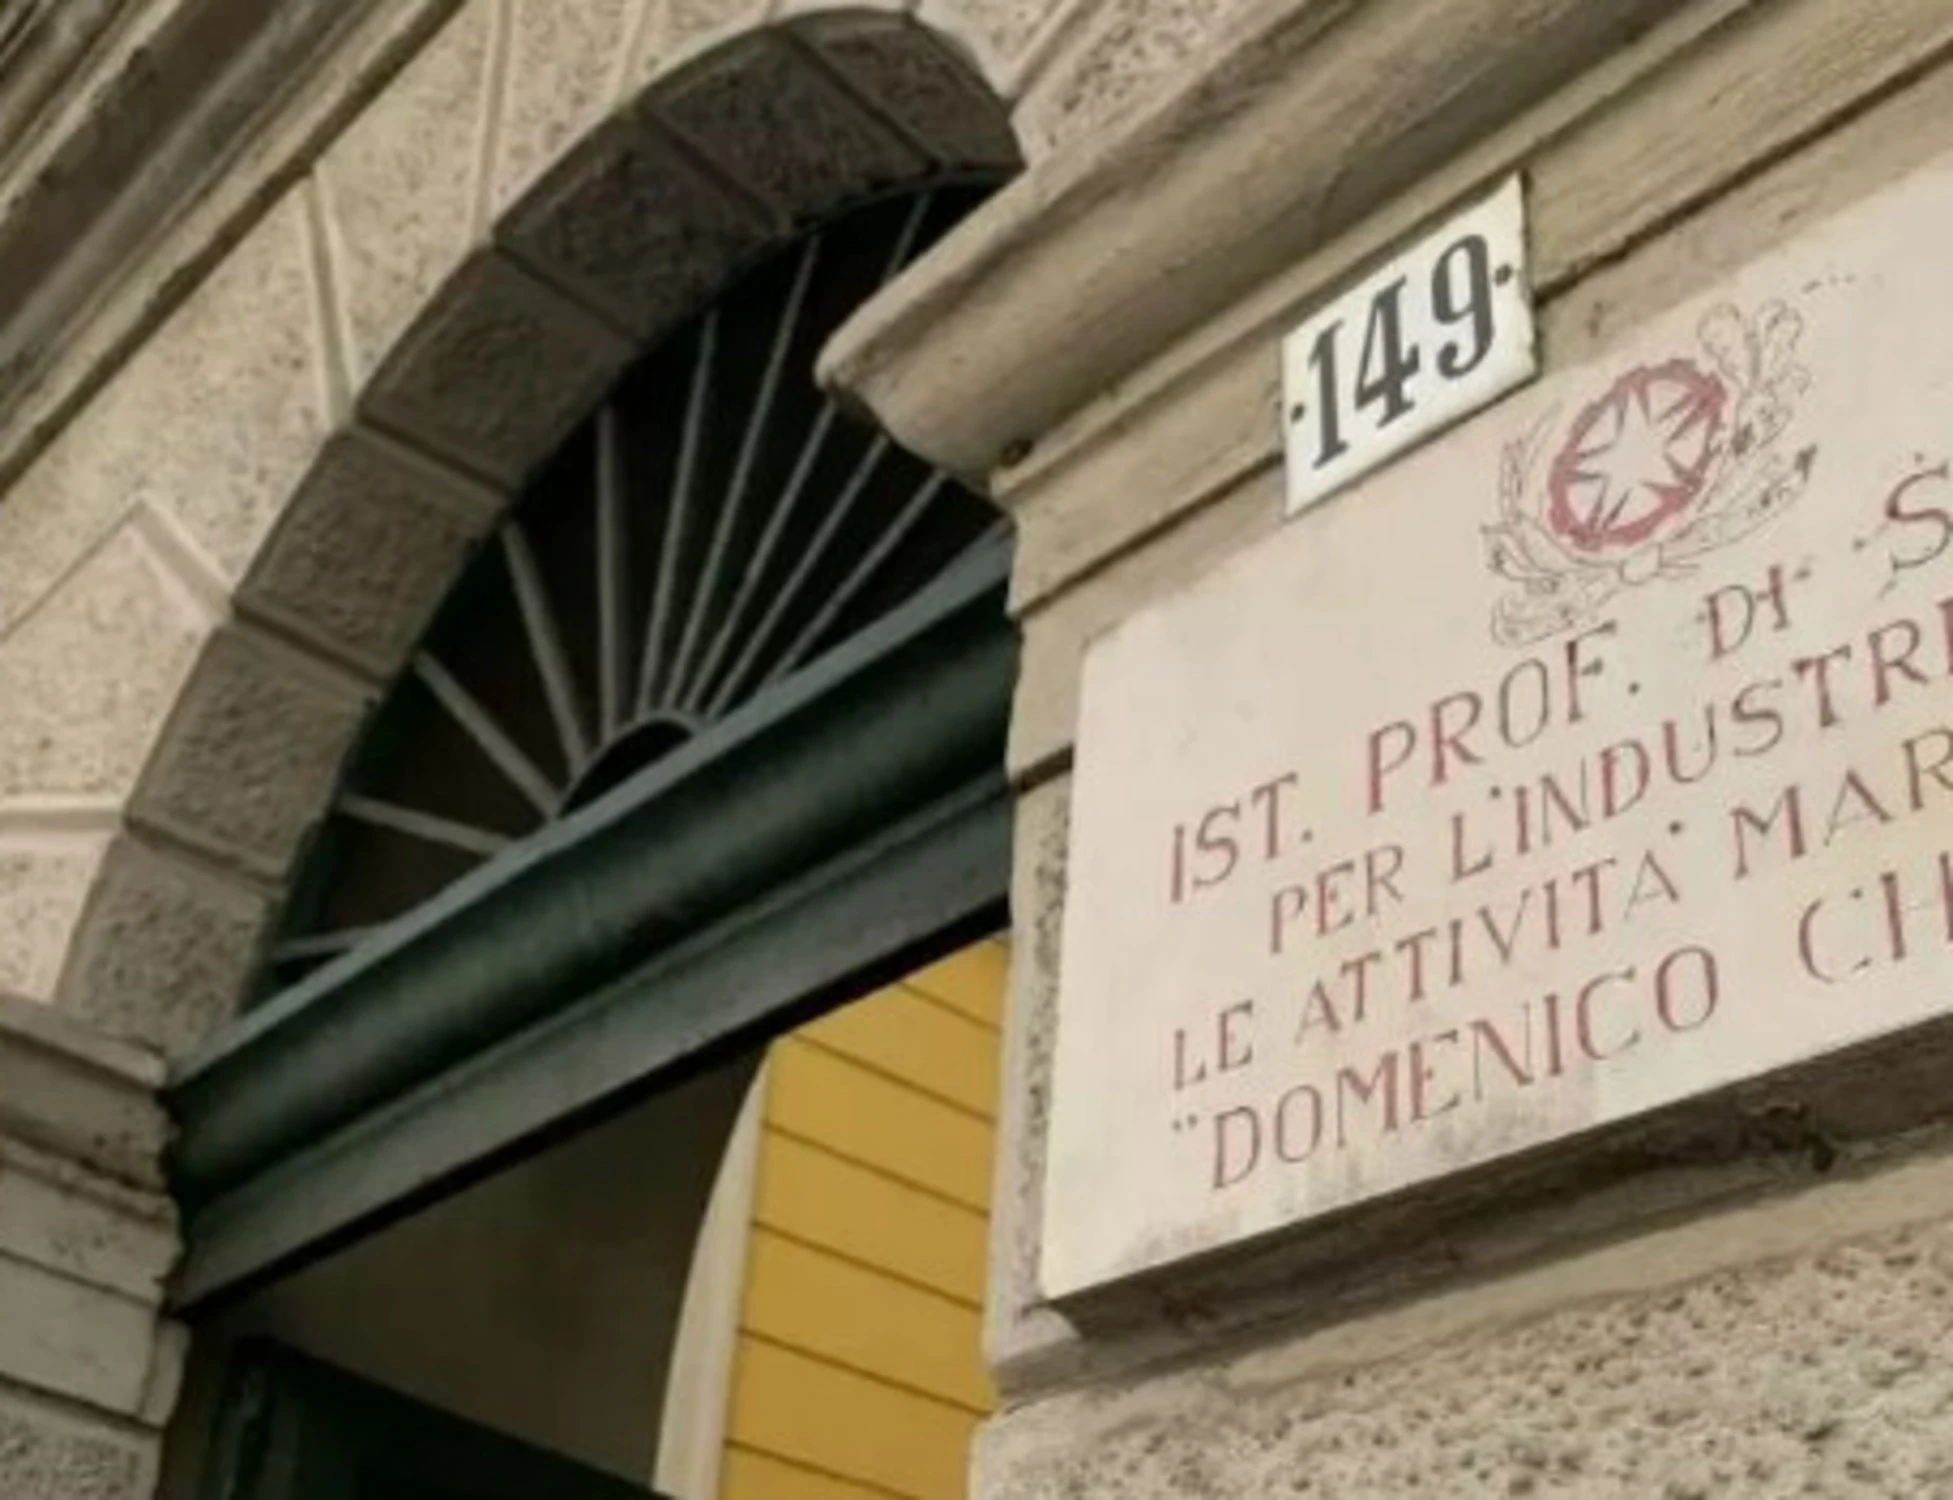 ·149·
IST. PROF. DI S
PER L'INDUSTRI
LE ATTIVITA' MAR
"DOMENICO CH